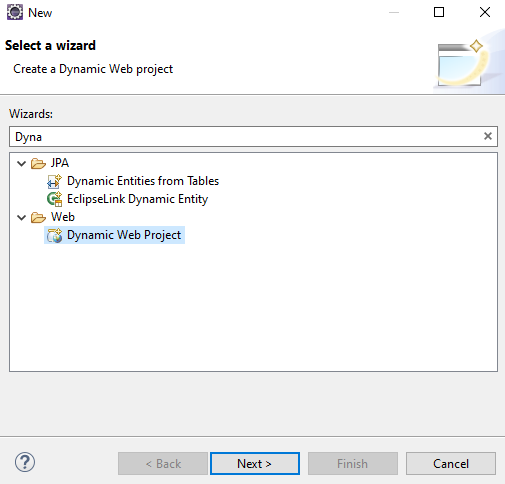 New
Select a wizard
Create a Dynamic Web project
Wizards:
Dyna
JPA
Dynamic Entities from Tables
EclipseLink Dynamic Entity
Web
Dynamic Web Project
< Back
Next >
Finish
Cancel